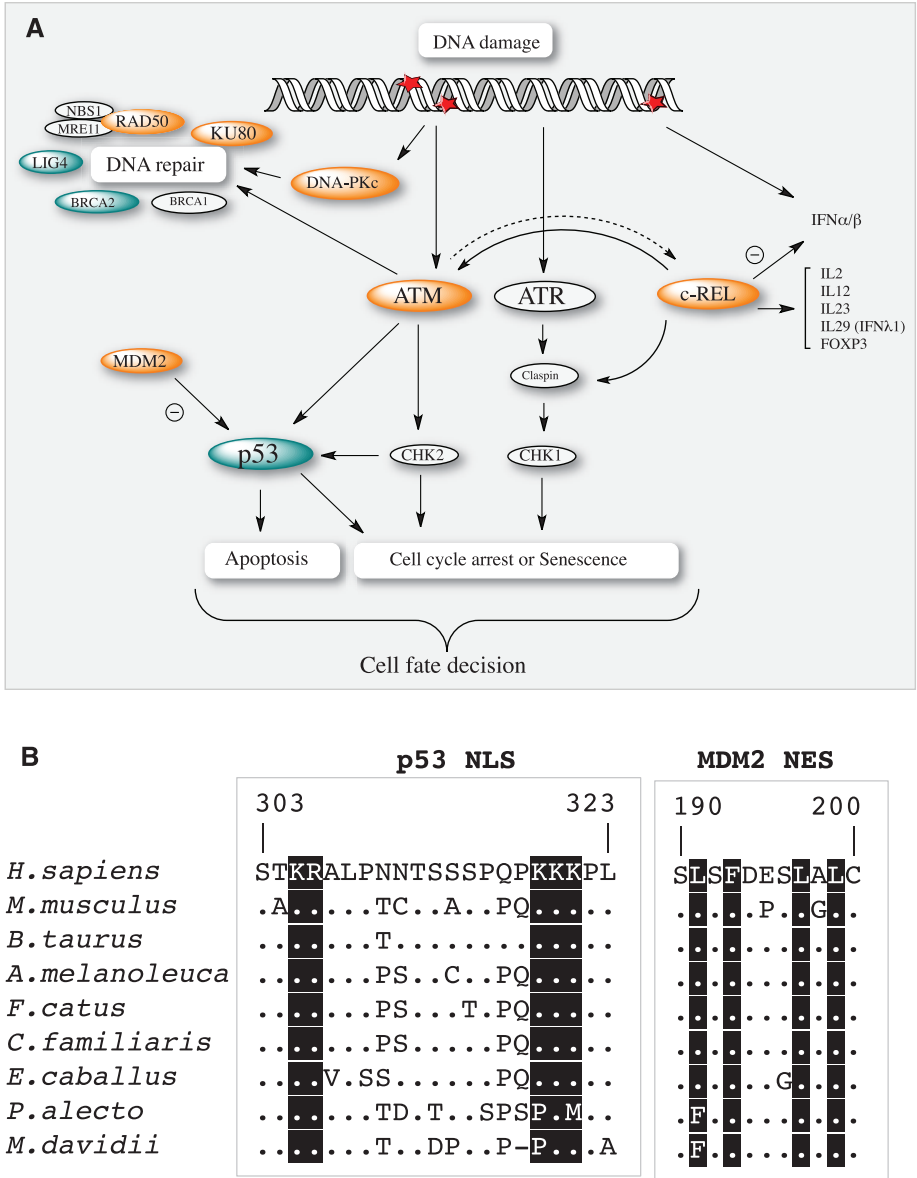 A
DNA damage
NBS1
MRE11
RAD50
KU80
LIG4
DNA repair
DNA-PKc
BRCA2
BRCA1
IFNα/β
−
ATM
ATR
c-REL
IL2
IL12
IL23
IL29 (IFNλ1)
FOXP3
MDM2
Claspin
−
p53
CHK2
CHK1
Apoptosis
Cell cycle arrest or Senescence
Cell fate decision
B
p53 NLS MDM2 NES
303 323 190 200
H.sapiens STKRALPNNTSSSPQPKKKPL SLSFDESLALC
M.musculus .A.....TC..A..PQ..... .....P..G..
B.taurus .......T............. ...........
A.melanoleuca .......PS..C..PQ..... ...........
F.catus .......PS...T.PQ..... ...........
C.familiaris .......PS.....PQ..... ...........
E.caballus ....V.SS......PQ..... ......G....
P.alecto .......TD.T..SPSP.M.. .F.........
M.davidii .......T..DP..P-P...A .F.........